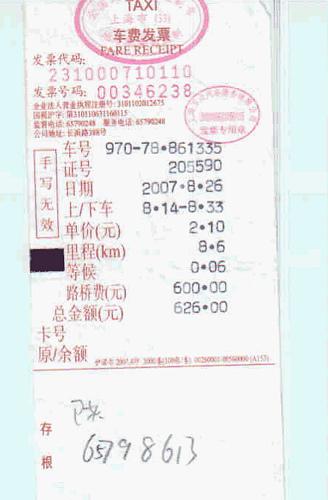 TAXI
上海市 (53)
车费发票
FARE RECEIPT
发票代码:
231000710110
发票号码: 00346238
企业法人营业执照注册号: 3101102012675
国税沪字: 第310110631160115
监督电话: 65790248 服务电话: 65790248
公司地址: 长浜路388号
发票专用章
手写无效
车号 970-78·861335
证号 205590
日期 2007·8·26
上/下车 8·14-8·33
单价(元) 2·10
里程(km) 8·6
等候 0·06
路桥费(元) 600·00
总金额(元) 626·00
卡号
原/余额
存根
65798613